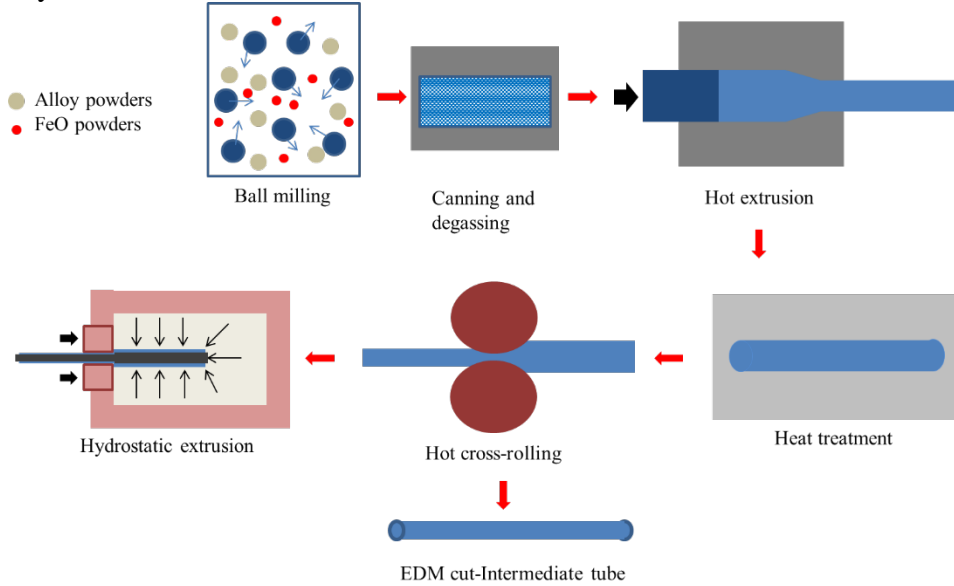 Alloy powders
FeO powders
Ball milling
Canning and
degassing
Hot extrusion
Hydrostatic extrusion
Hot cross-rolling
Heat treatment
EDM cut-Intermediate tube